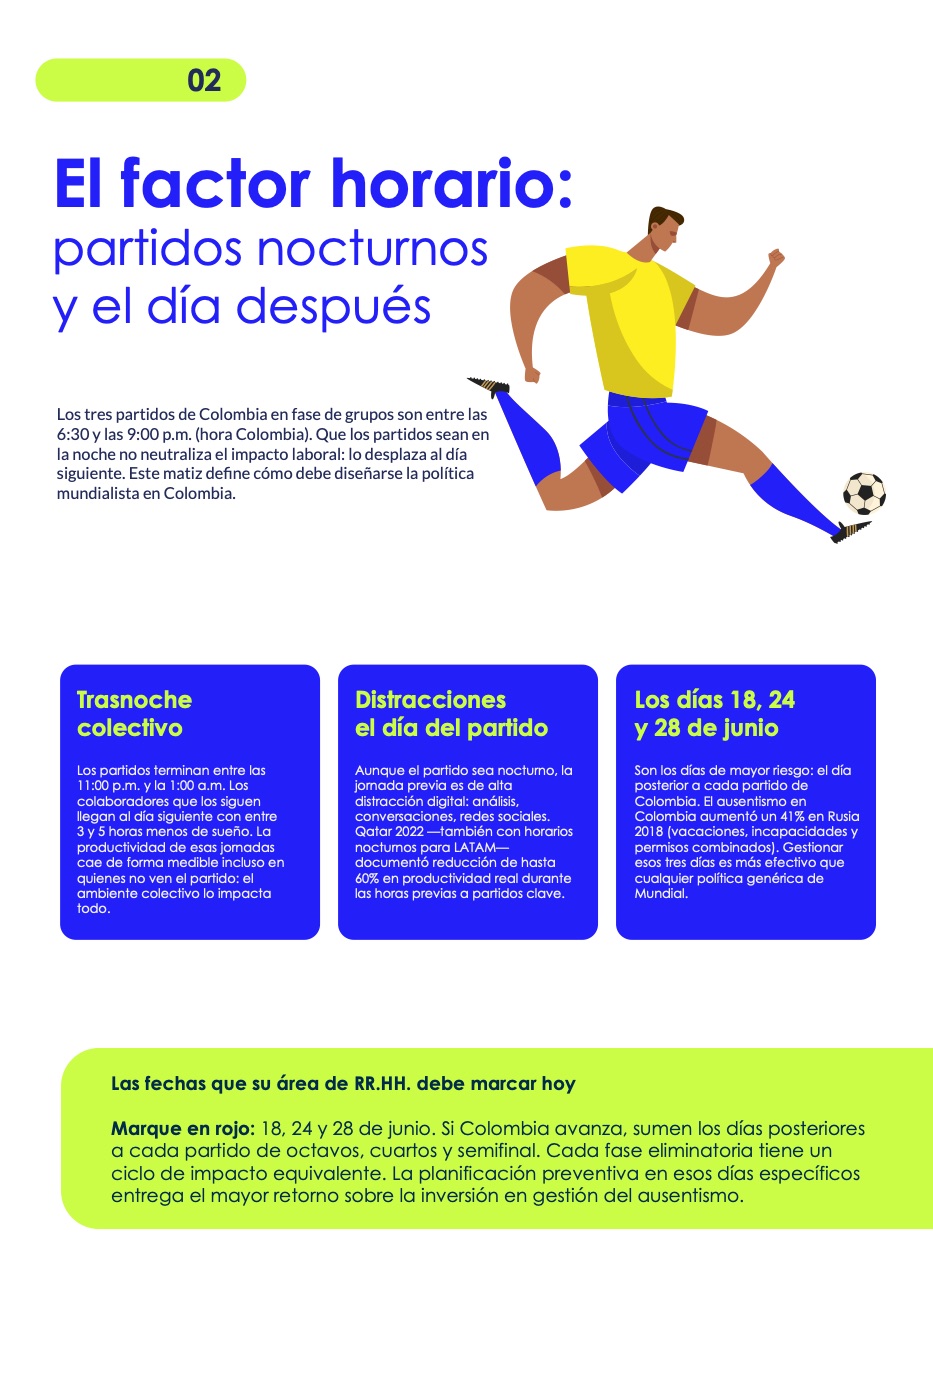 02
El factor horario:
partidos nocturnos
y el día después
Los tres partidos de Colombia en fase de grupos son entre las
6:30 y las 9:00 p.m. (hora Colombia). Que los partidos sean en
la noche no neutraliza el impacto laboral: lo desplaza al día
siguiente. Este matiz define cómo debe diseñarse la política
mundialista en Colombia.
Trasnoche
colectivo
Los partidos terminan entre las
11:00 p.m. y la 1:00 a.m. Los
colaboradores que los siguen
llegan al día siguiente con entre
3 y 5 horas menos de sueño. La
productividad de esas jornadas
cae de forma medible incluso en
quienes no ven el partido: el
ambiente colectivo lo impacta
todo.
Distracciones
el día del partido
Aunque el partido sea nocturno, la
jornada previa es de alta
distracción digital: análisis,
conversaciones, redes sociales.
Qatar 2022 —también con horarios
nocturnos para LATAM—
documentó reducción de hasta
60% en productividad real durante
las horas previas a partidos clave.
Los días 18, 24
y 28 de junio
Son los días de mayor riesgo: el día
posterior a cada partido de
Colombia. El ausentismo en
Colombia aumentó un 41% en Rusia
2018 (vacaciones, incapacidades y
permisos combinados). Gestionar
esos tres días es más efectivo que
cualquier política genérica de
Mundial.
Las fechas que su área de RR.HH. debe marcar hoy
Marque en rojo: 18, 24 y 28 de junio. Si Colombia avanza, sumen los días posteriores
a cada partido de octavos, cuartos y semifinal. Cada fase eliminatoria tiene un
ciclo de impacto equivalente. La planificación preventiva en esos días específicos
entrega el mayor retorno sobre la inversión en gestión del ausentismo.